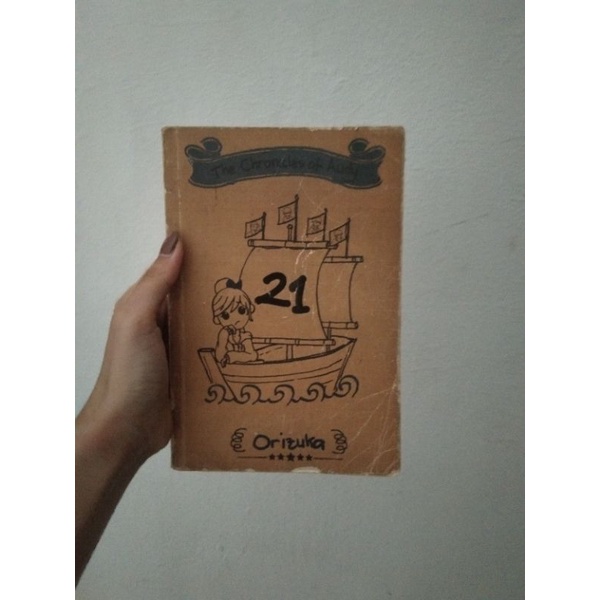 The Chronicles of Audy
21
Orizuka